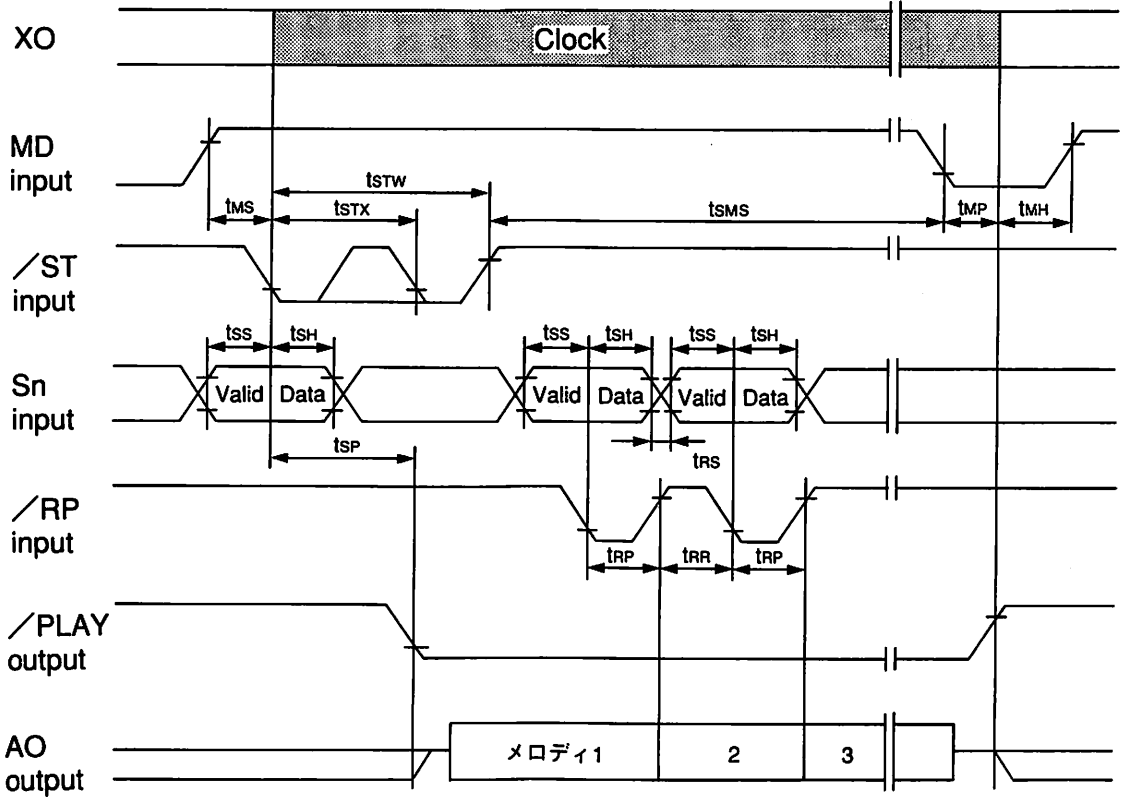 XO
Clock
MD
input
tMS
tSTW
tSTX
tSMS
tMP
tMH
／ST
input
tSS
tSH
tSS
tSH
tSS
tSH
Sn
input
Valid
Data
Valid
Data
Valid
Data
tSP
tRS
／RP
input
tRP
tRR
tRP
／PLAY
output
AO
output
メロディ1
2
3